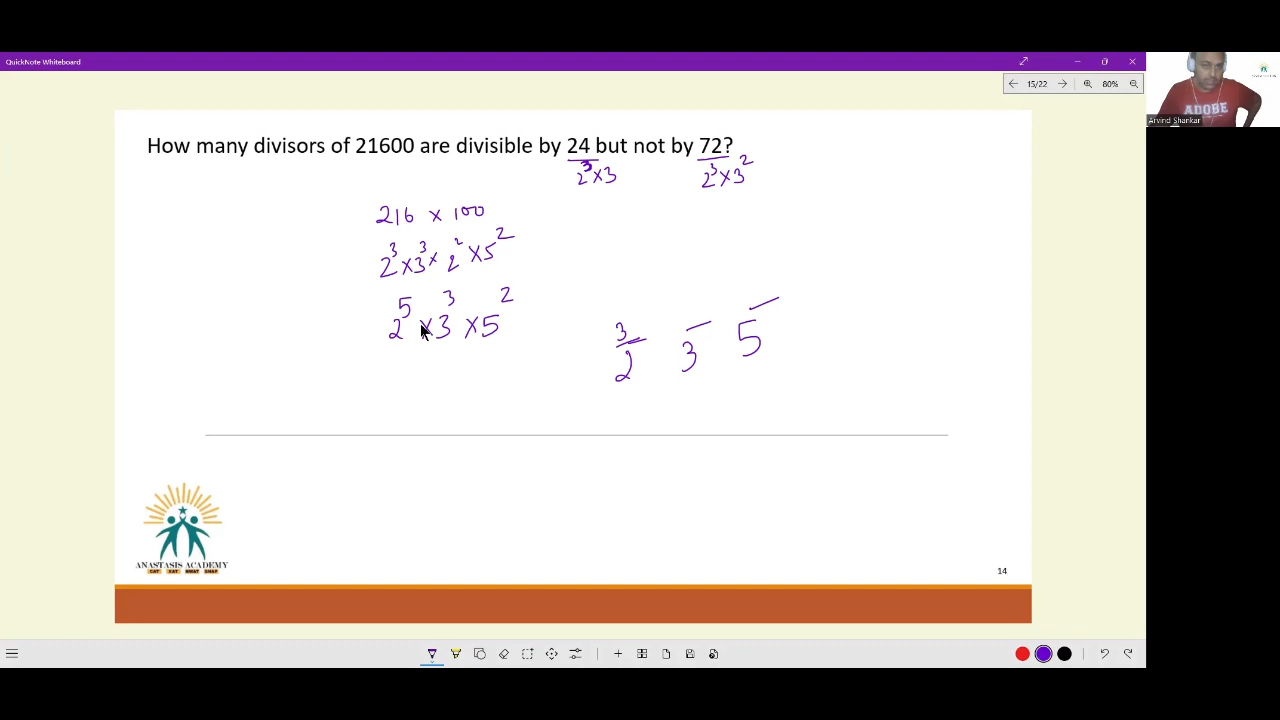 QuickNote Whiteboard
15/22
80%
ADOBE
Arvind Shankar
How many divisors of 21600 are divisible by 24 but not by 72?
2³×3 2³×3²
216 × 100
2³×3³×2²×5²
2⁵×3³×5²
3
2 3 5
ANASTASIS ACADEMY
14